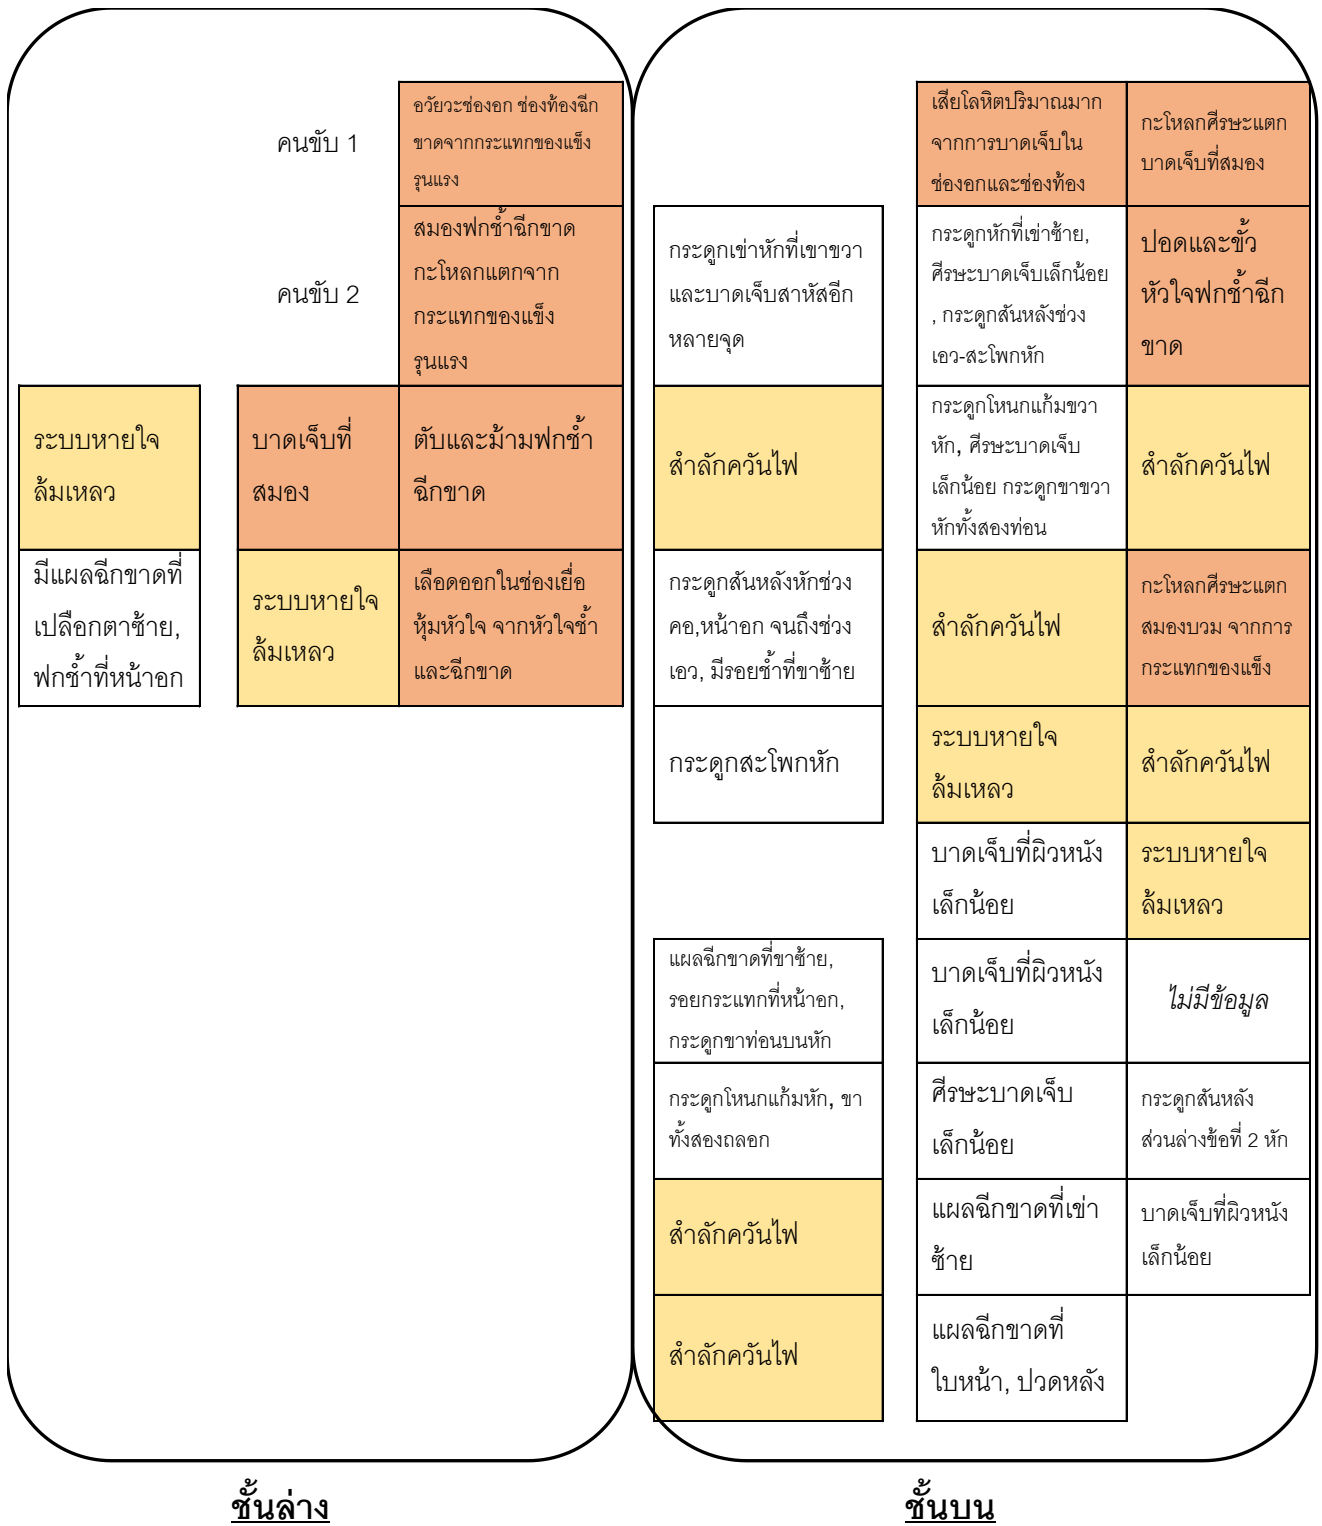 คนขับ 1
อวัยวะช่องอก ช่องท้องฉีก
ขาดจากกระแทกของแข็ง
รุนแรง
คนขับ 2
สมองฟกช้ำฉีกขาด
กะโหลกแตกจาก
กระแทกของแข็ง
รุนแรง
ระบบหายใจ
ล้มเหลว
บาดเจ็บที่
สมอง
ตับและม้ามฟกช้ำ
ฉีกขาด
มีแผลฉีกขาดที่
เปลือกตาซ้าย,
ฟกช้ำที่หน้าอก
ระบบหายใจ
ล้มเหลว
เลือดออกในช่องเยื่อ
หุ้มหัวใจ จากหัวใจช้ำ
และฉีกขาด
ชั้นล่าง
เสียโลหิตปริมาณมาก
จากการบาดเจ็บใน
ช่องอกและช่องท้อง
กะโหลกศีรษะแตก
บาดเจ็บที่สมอง
กระดูกเข่าหักที่เขาขวา
และบาดเจ็บสาหัสอีก
หลายจุด
กระดูกหักที่เข่าซ้าย,
ศีรษะบาดเจ็บเล็กน้อย
, กระดูกสันหลังช่วง
เอว-สะโพกหัก
ปอดและขั้ว
หัวใจฟกช้ำฉีก
ขาด
สำลักควันไฟ
กระดูกโหนกแก้มขวา
หัก, ศีรษะบาดเจ็บ
เล็กน้อย กระดูกขาขวา
หักทั้งสองท่อน
สำลักควันไฟ
กระดูกสันหลังหักช่วง
คอ,หน้าอก จนถึงช่วง
เอว, มีรอยช้ำที่ขาซ้าย
สำลักควันไฟ
กะโหลกศีรษะแตก
สมองบวม จากการ
กระแทกของแข็ง
กระดูกสะโพกหัก
ระบบหายใจ
ล้มเหลว
สำลักควันไฟ
บาดเจ็บที่ผิวหนัง
เล็กน้อย
ระบบหายใจ
ล้มเหลว
แผลฉีกขาดที่ขาซ้าย,
รอยกระแทกที่หน้าอก,
กระดูกขาท่อนบนหัก
บาดเจ็บที่ผิวหนัง
เล็กน้อย
ไม่มีข้อมูล
กระดูกโหนกแก้มหัก, ขา
ทั้งสองถลอก
ศีรษะบาดเจ็บ
เล็กน้อย
กระดูกสันหลัง
ส่วนล่างข้อที่ 2 หัก
สำลักควันไฟ
แผลฉีกขาดที่เข่า
ซ้าย
บาดเจ็บที่ผิวหนัง
เล็กน้อย
สำลักควันไฟ
แผลฉีกขาดที่
ใบหน้า, ปวดหลัง
ชั้นบน